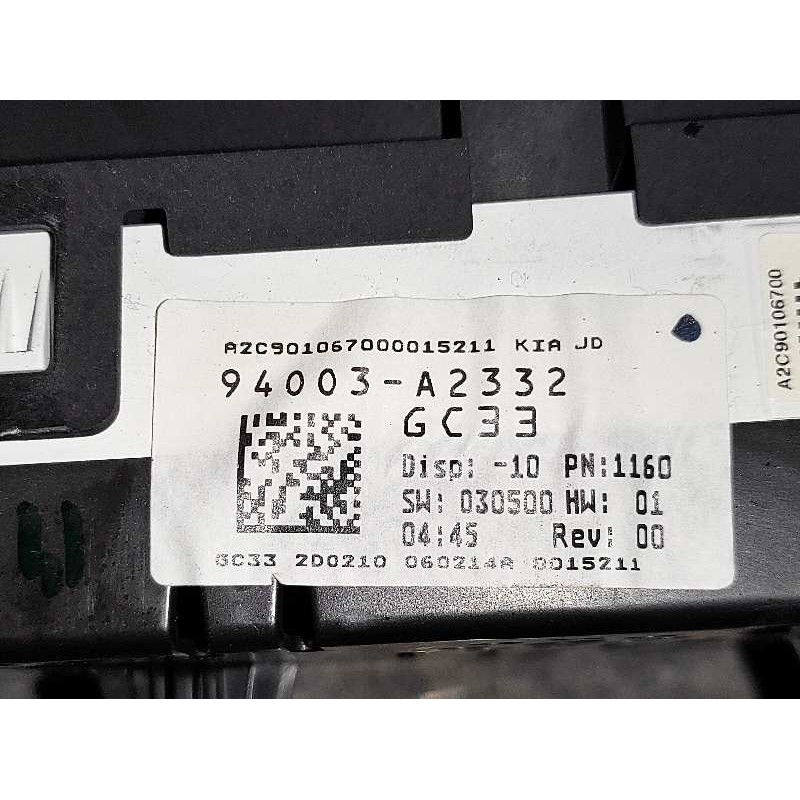 A2C9010670000015211 KIA JD
94003-A2332
GC33
Disp: -10 PN:1160
SW: 030500 HW: 01
04:45 Rev: 00
GC33 2D0210 060214A 0015211
A2C90106700